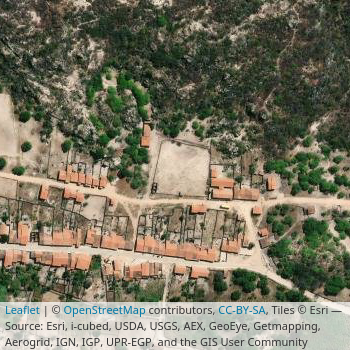 Leaflet | © OpenStreetMap contributors, CC-BY-SA, Tiles © Esri —
Source: Esri, i-cubed, USDA, USGS, AEX, GeoEye, Getmapping,
Aerogrid, IGN, IGP, UPR-EGP, and the GIS User Community